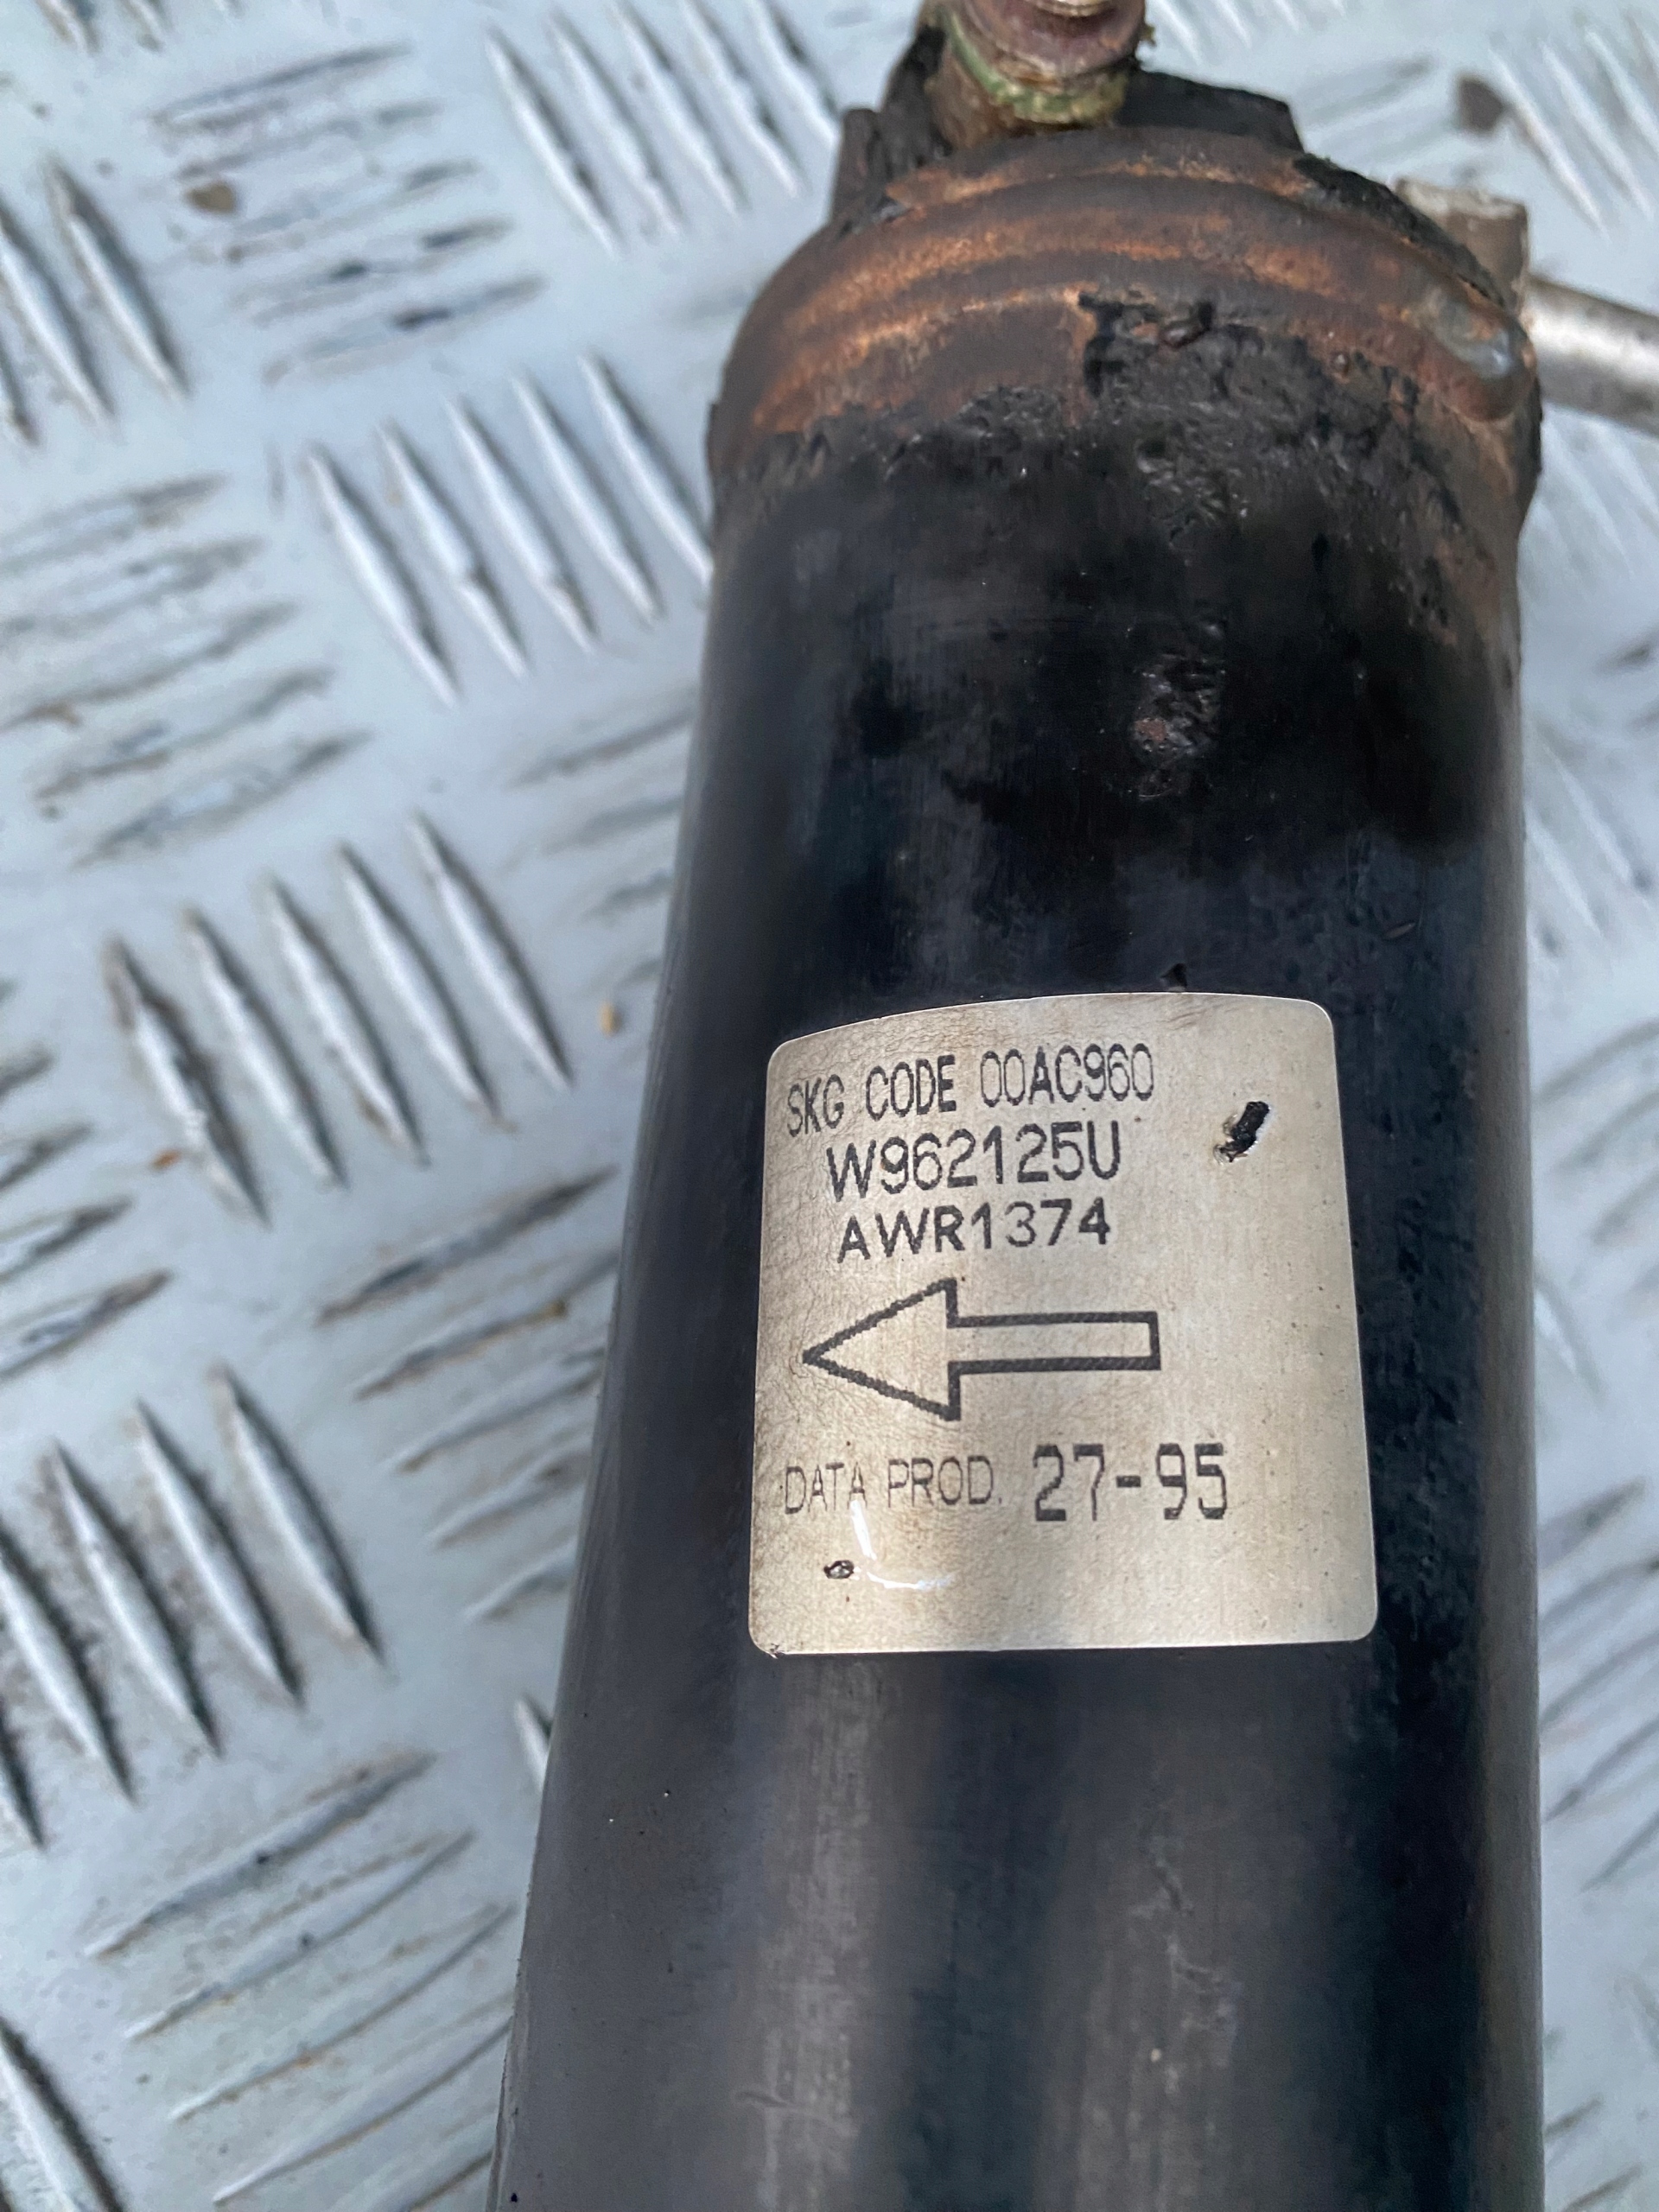 SKG CODE 00AC960
W962125U
AWR1374
DATA PROD. 27-95